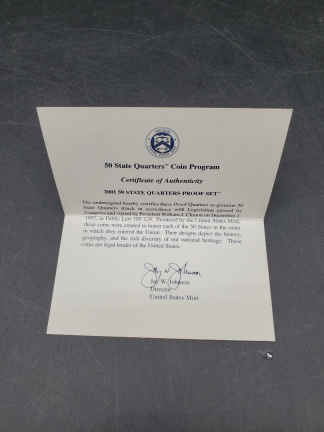 50 State Quarters™ Coin Program
Certificate of Authenticity
2001 50 STATE QUARTERS PROOF SET™
The undersigned hereby certifies these Proof Quarters to be genuine 50
State Quarters struck in accordance with Legislation passed by
Congress and signed by President William J. Clinton on December 1,
1997, as Public Law 105-124. Produced by the United States Mint,
these coins were created to honor each of the 50 States in the order
in which they entered the Union. Their designs depict the history,
geography, and the rich diversity of our national heritage. These
coins are legal tender of the United States.
Jay W. Johnson
Jay W. Johnson
Director
United States Mint